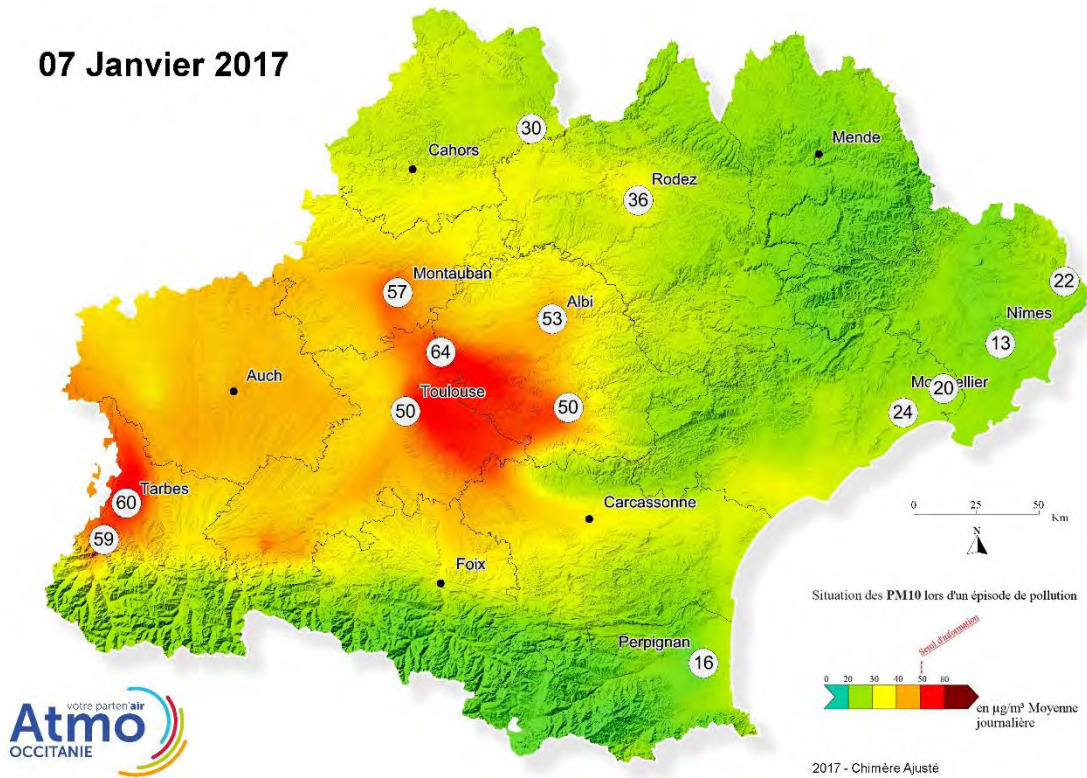 07 Janvier 2017
30
Cahors
Mende
Rodez
36
Montauban
57
22
Albi
53
Nîmes
13
64
Auch
Toulouse
50
50
20
24
Tarbes
60
59
Carcassonne
0 25 50
Km
N
Foix
Situation des PM10 lors d'un épisode de pollution
Perpignan
16
Seuil d'information
0 20 30 40 50 80
en µg/m³ Moyenne
journalière
votre parten'air
Atmo
OCCITANIE
2017 - Chimère Ajusté